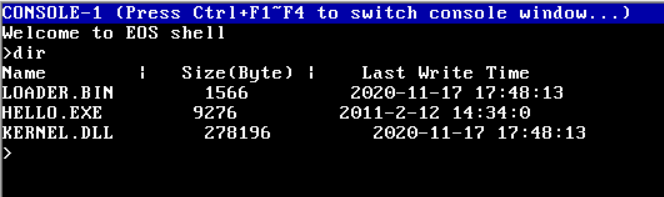 CONSOLE-1 (Press Ctrl+F1~F4 to switch console window...)
Welcome to EOS shell
>dir
Name | Size(Byte) | Last Write Time
LOADER.BIN 1566 2020-11-17 17:48:13
HELLO.EXE 9276 2011-2-12 14:34:0
KERNEL.DLL 278196 2020-11-17 17:48:13
>